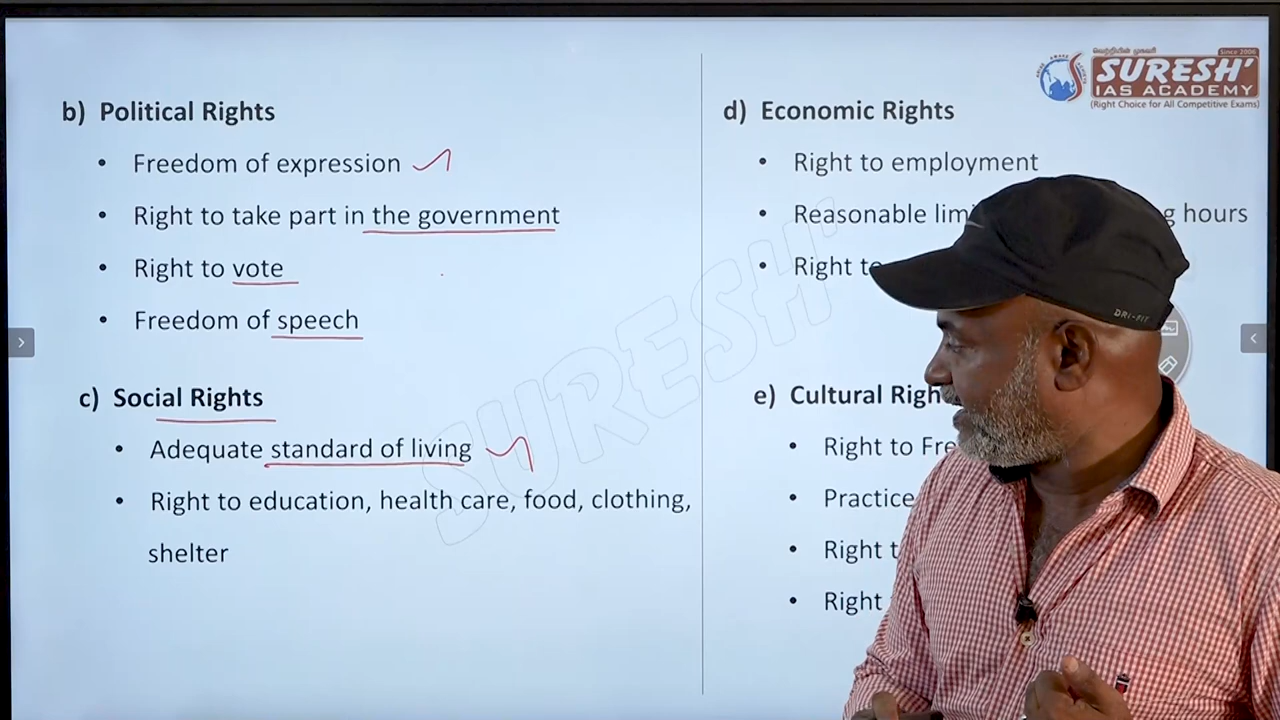 b) Political Rights
• Freedom of expression
• Right to take part in the government
• Right to vote
• Freedom of speech
c) Social Rights
• Adequate standard of living
• Right to education, health care, food, clothing,
shelter
வெற்றியின் முகவரி
Since 2006
SURESH'
IAS ACADEMY
(Right Choice for All Competitive Exams)
d) Economic Rights
• Right to employment
• Reasonable hours
• Right
e) Cultural
• Right to
• Practice
• Right
• Right
SURESH'
DRI-FIT